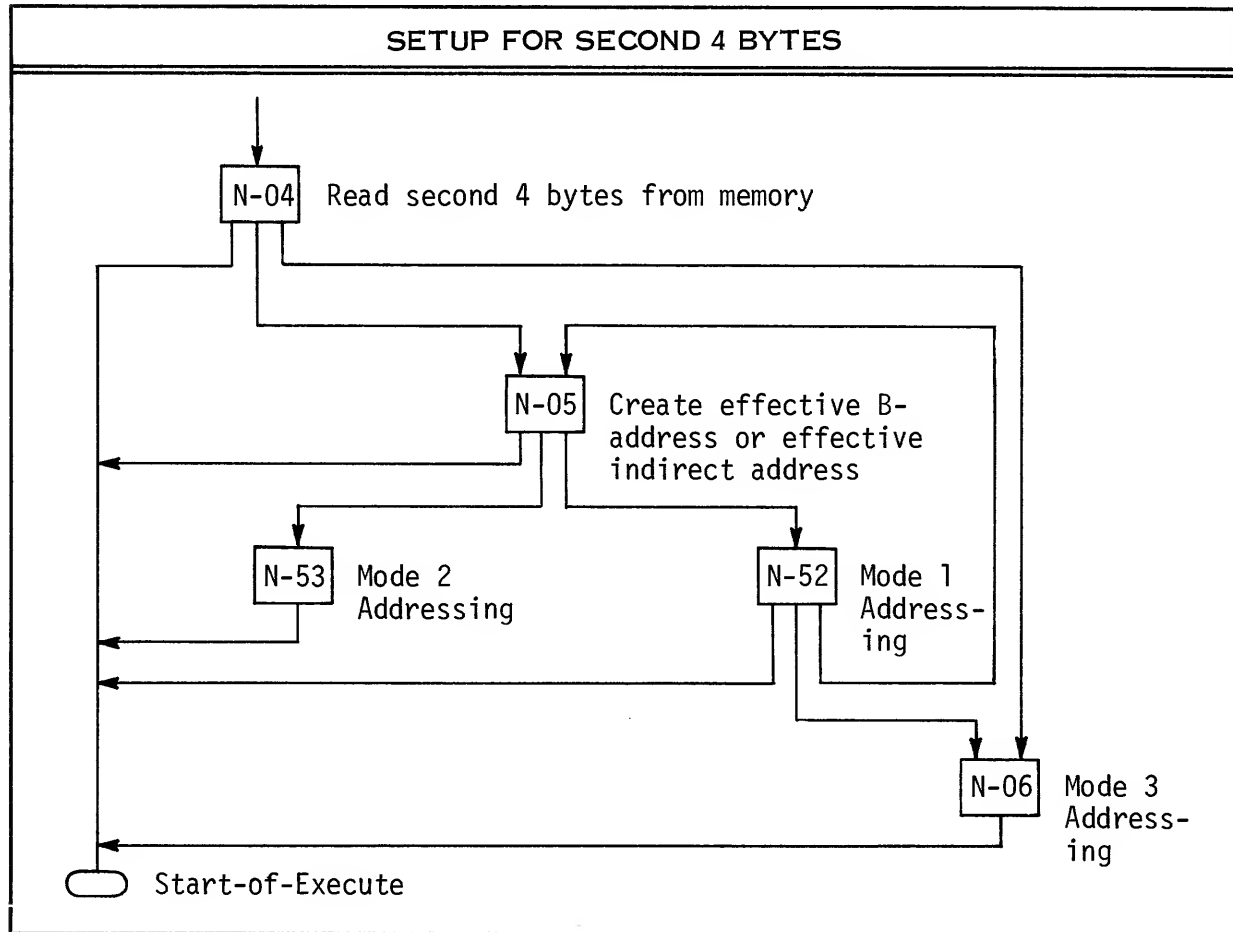 SETUP FOR SECOND 4 BYTES
N-04 Read second 4 bytes from memory
N-05 Create effective B-
address or effective
indirect address
N-53 Mode 2
Addressing
N-52 Mode 1
Address-
ing
N-06 Mode 3
Address-
ing
Start-of-Execute